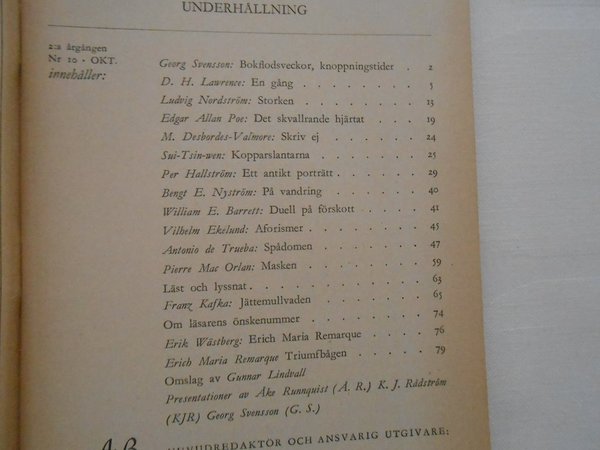 UNDERHÅLLNING
2:a årgången
Nr 10 · OKT.
innehåller:
Georg Svensson: Bokflodsveckor, knoppningstider . 2
D. H. Lawrence: En gång . . . . . . . . 5
Ludvig Nordström: Storken . . . . . . . . 13
Edgar Allan Poe: Det skvallrande hjärtat . . . . 19
M. Desbordes-Valmore: Skriv ej . . . . . . 24
Sui-Tsin-wen: Kopparslantarna . . . . . . 25
Per Hallström: Ett antikt porträtt . . . . . . 29
Bengt E. Nyström: På vandring . . . . . . . 40
William E. Barrett: Duell på förskott . . . . . 41
Vilhelm Ekelund: Aforismer . . . . . . . 45
Antonio de Trueba: Spådomen . . . . . . . 47
Pierre Mac Orlan: Masken . . . . . . . . 59
Läst och lyssnat . . . . . . . . . . . 63
Franz Kafka: Jättemullvaden . . . . . . . 65
Om läsarens önskenummer . . . . . . . . 74
Erik Wästberg: Erich Maria Remarque . . . . . 76
Erich Maria Remarque Triumfbågen . . . . . 79
Omslag av Gunnar Lindvall
Presentationer av Åke Runnquist (Å. R.) K. J. Rådström
(KJR) Georg Svensson (G. S.)
HUVUDREDAKTÖR OCH ANSVARIG UTGIVARE: